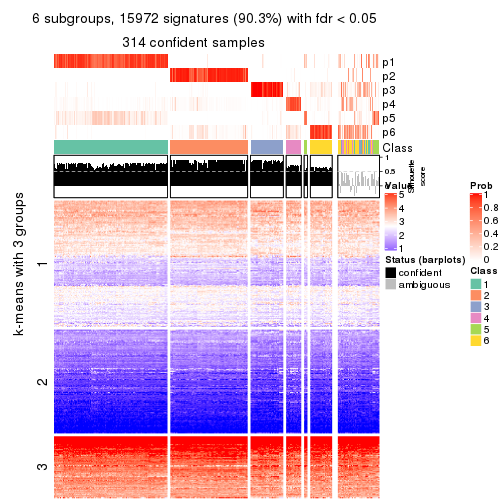 6 subgroups, 15972 signatures (90.3%) with fdr < 0.05
314 confident samples
p1
p2
p3
p4
p5
p6
Class
1
0.5
0
Silhouette
score
k-means with 3 groups
1
2
3
Value
5
4
3
2
1
Status (barplots)
confident
ambiguous
Prob
1
0.8
0.6
0.4
0.2
0
Class
1
2
3
4
5
6